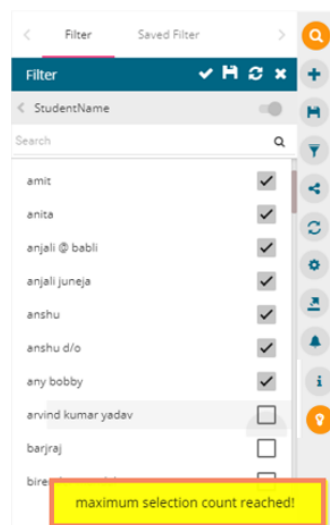 Filter Saved Filter
Filter
StudentName
Search
amit
anita
anjali @ babli
anjali juneja
anshu
anshu d/o
any bobby
arvind kumar yadav
barjraj
maximum selection count reached!